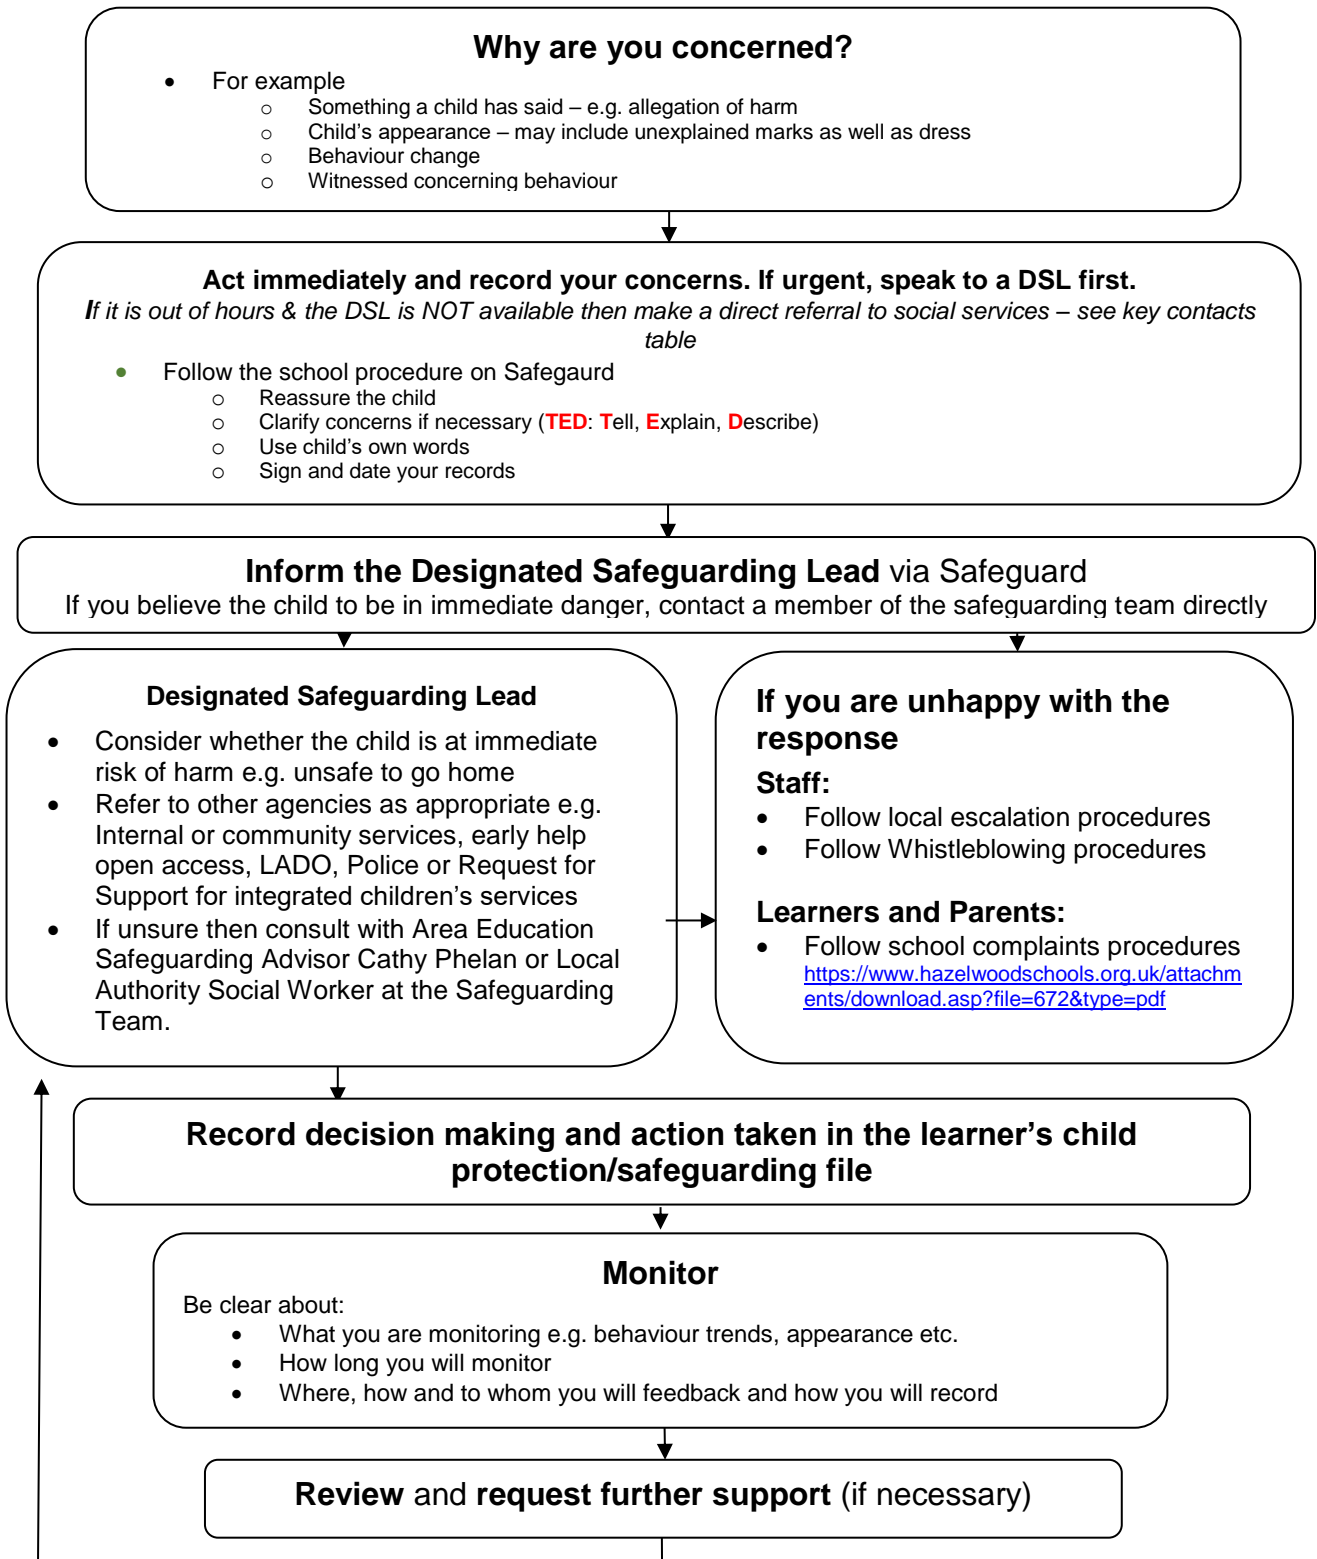 Why are you concerned?
• For example
o Something a child has said – e.g. allegation of harm
o Child's appearance – may include unexplained marks as well as dress
o Behaviour change
o Witnessed concerning behaviour
Act immediately and record your concerns. If urgent, speak to a DSL first.
If it is out of hours & the DSL is NOT available then make a direct referral to social services – see key contacts
table
• Follow the school procedure on Safegaurd
o Reassure the child
o Clarify concerns if necessary (TED: Tell, Explain, Describe)
o Use child's own words
o Sign and date your records
Inform the Designated Safeguarding Lead via Safeguard
If you believe the child to be in immediate danger, contact a member of the safeguarding team directly
Designated Safeguarding Lead
• Consider whether the child is at immediate
risk of harm e.g. unsafe to go home
• Refer to other agencies as appropriate e.g.
Internal or community services, early help
open access, LADO, Police or Request for
Support for integrated children's services
• If unsure then consult with Area Education
Safeguarding Advisor Cathy Phelan or Local
Authority Social Worker at the Safeguarding
Team.
If you are unhappy with the
response
Staff:
• Follow local escalation procedures
• Follow Whistleblowing procedures
Learners and Parents:
• Follow school complaints procedures
https://www.hazelwoodschools.org.uk/attachm
ents/download.asp?file=672&type=pdf
Record decision making and action taken in the learner's child
protection/safeguarding file
Monitor
Be clear about:
• What you are monitoring e.g. behaviour trends, appearance etc.
• How long you will monitor
• Where, how and to whom you will feedback and how you will record
Review and request further support (if necessary)